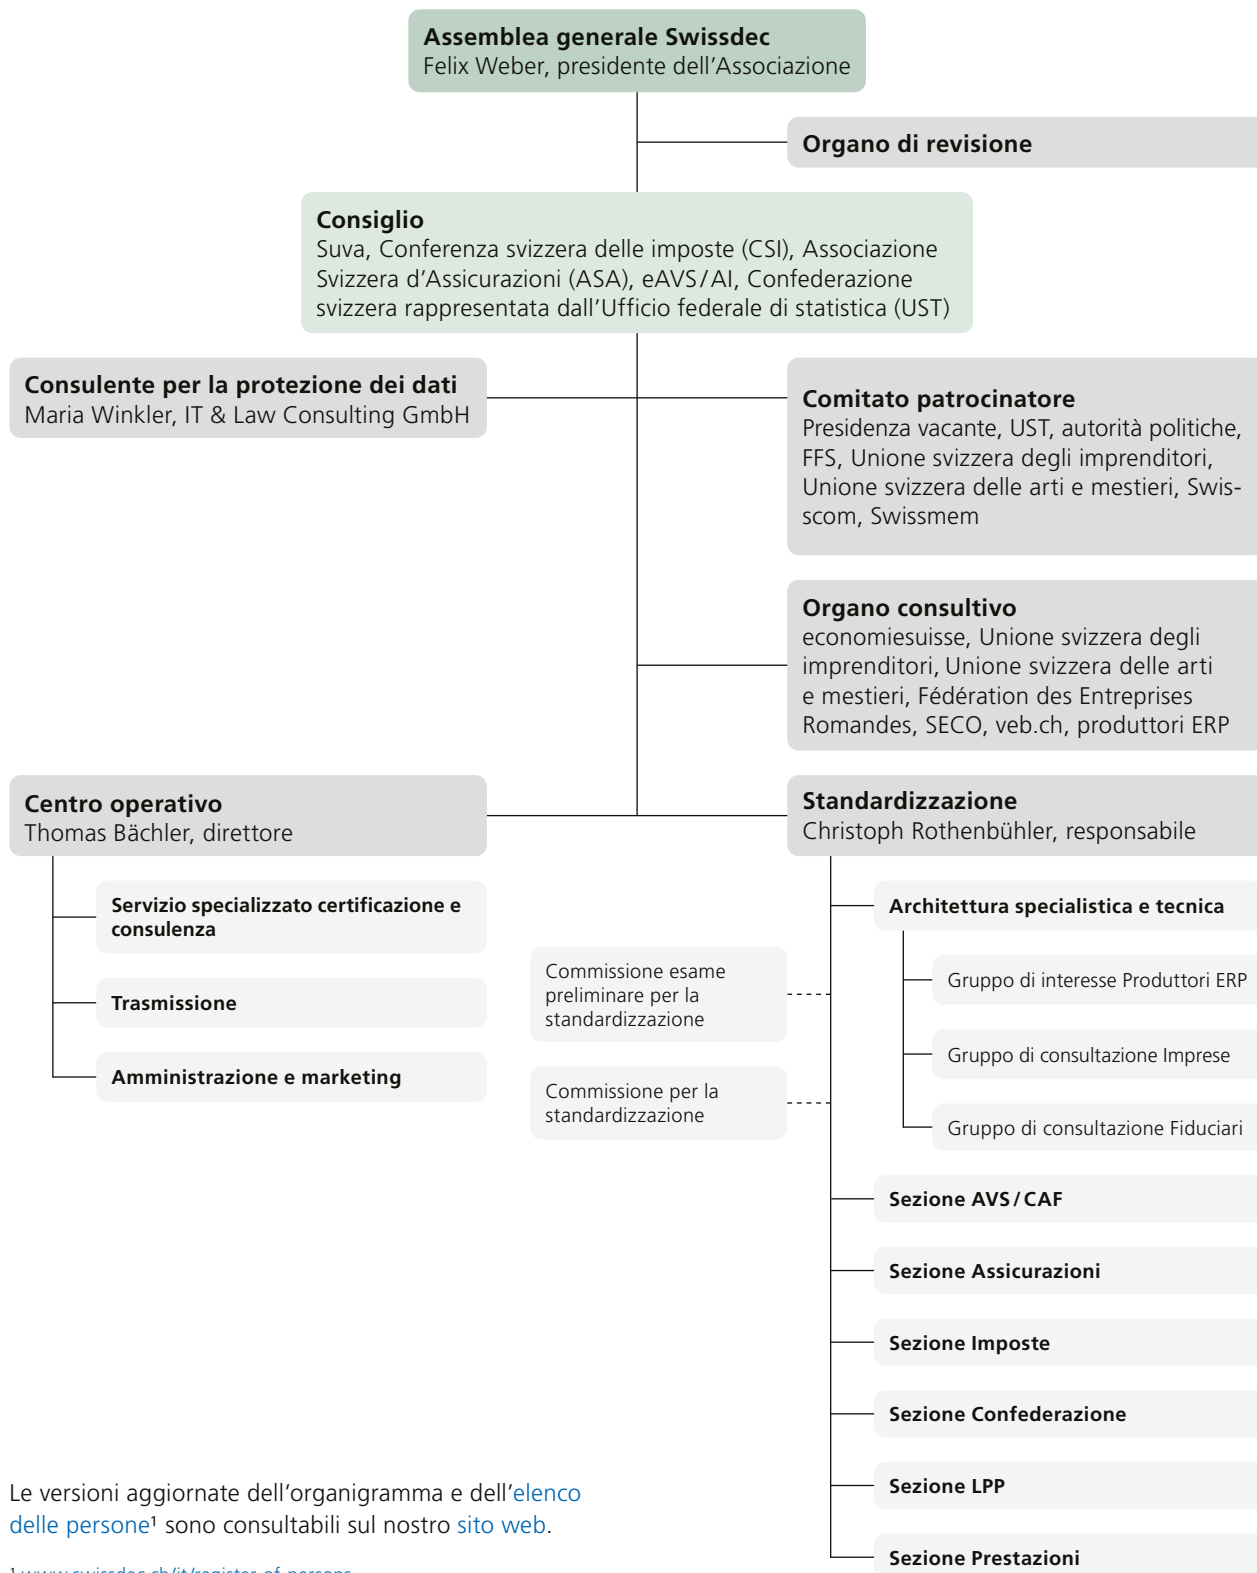 Assemblea generale Swissdec
Felix Weber, presidente dell’Associazione
Organo di revisione
Consiglio
Suva, Conferenza svizzera delle imposte (CSI), Associazione
Svizzera d’Assicurazioni (ASA), eAVS/AI, Confederazione
svizzera rappresentata dall’Ufficio federale di statistica (UST)
Consulente per la protezione dei dati
Maria Winkler, IT & Law Consulting GmbH
Comitato patrocinatore
Presidenza vacante, UST, autorità politiche,
FFS, Unione svizzera degli imprenditori,
Unione svizzera delle arti e mestieri, Swis-
scom, Swissmem
Organo consultivo
economiesuisse, Unione svizzera degli
imprenditori, Unione svizzera delle arti
e mestieri, Fédération des Entreprises
Romandes, SECO, veb.ch, produttori ERP
Centro operativo
Thomas Bächler, direttore
Servizio specializzato certificazione e
consulenza
Trasmissione
Amministrazione e marketing
Standardizzazione
Christoph Rothenbühler, responsabile
Commissione esame
preliminare per la
standardizzazione
Commissione per la
standardizzazione
Architettura specialistica e tecnica
Gruppo di interesse Produttori ERP
Gruppo di consultazione Imprese
Gruppo di consultazione Fiduciari
Sezione AVS/CAF
Sezione Assicurazioni
Sezione Imposte
Sezione Confederazione
Sezione LPP
Sezione Prestazioni
Le versioni aggiornate dell’organigramma e dell’elenco
delle persone¹ sono consultabili sul nostro sito web.
¹ www.swissdec.ch/it/register-of-persons